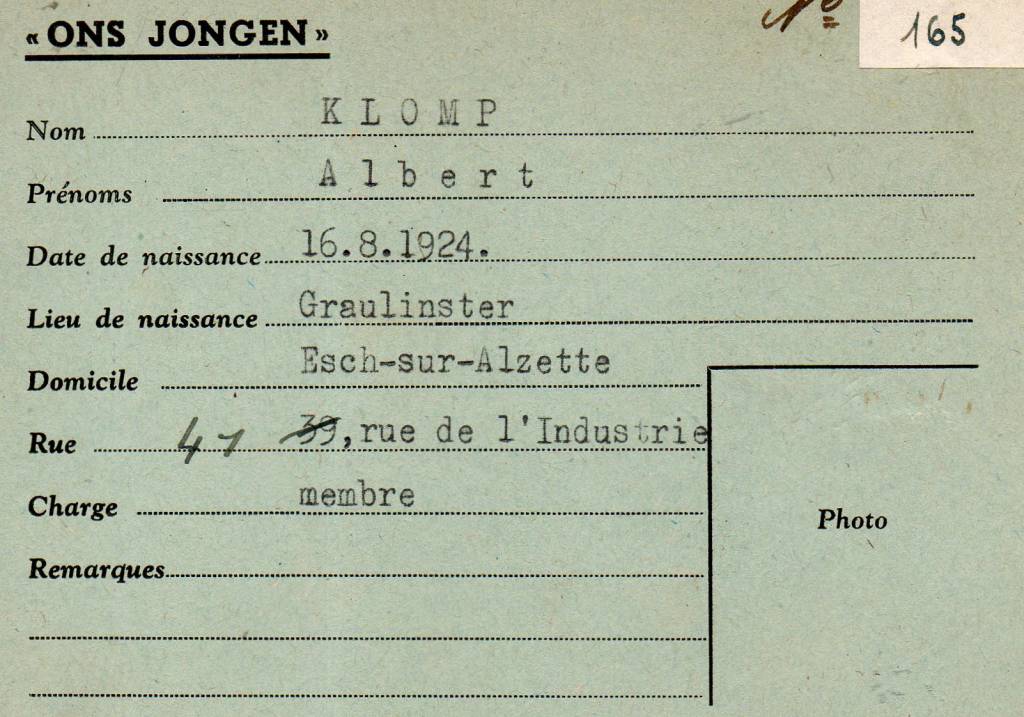 « ONS JONGEN »
Nº 165
Nom KLOMP
Prénoms Albert
Date de naissance 16.8.1924.
Lieu de naissance Graulinster
Domicile Esch-sur-Alzette
Rue 41 39, rue de l'Industrie
Charge membre
Photo
Remarques